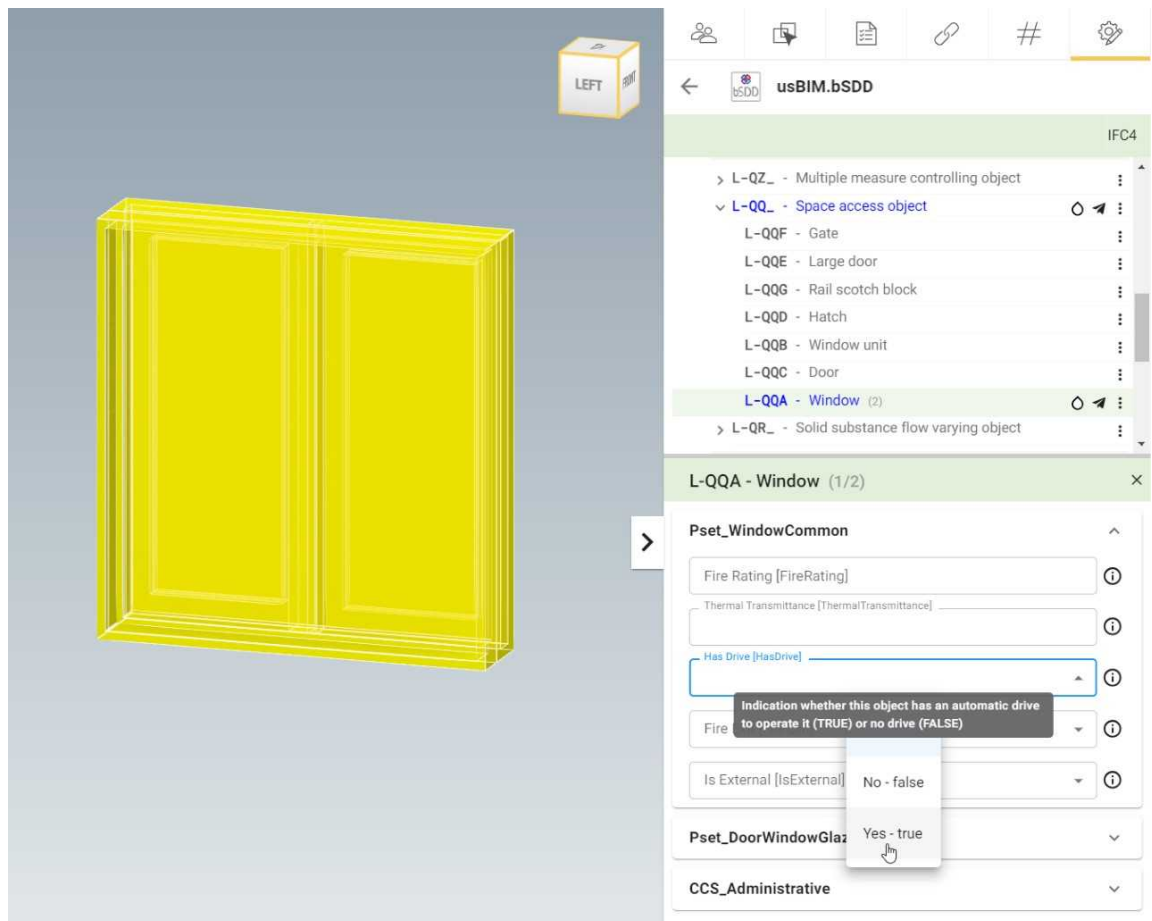 LEFT
FRONT
bSDD
usBIM.bSDD
IFC4
L-QZ_ - Multiple measure controlling object
L-QQ_ - Space access object
L-QQF - Gate
L-QQE - Large door
L-QQG - Rail scotch block
L-QQD - Hatch
L-QQB - Window unit
L-QQC - Door
L-QQA - Window (2)
L-QR_ - Solid substance flow varying object
L-QQA - Window (1/2)
Pset_WindowCommon
Fire Rating [FireRating]
Thermal Transmittance [ThermalTransmittance]
Has Drive [HasDrive]
Indication whether this object has an automatic drive
to operate it (TRUE) or no drive (FALSE)
Fire
Is External [IsExternal]
No - false
Yes - true
Pset_DoorWindowGlaz
CCS_Administrative